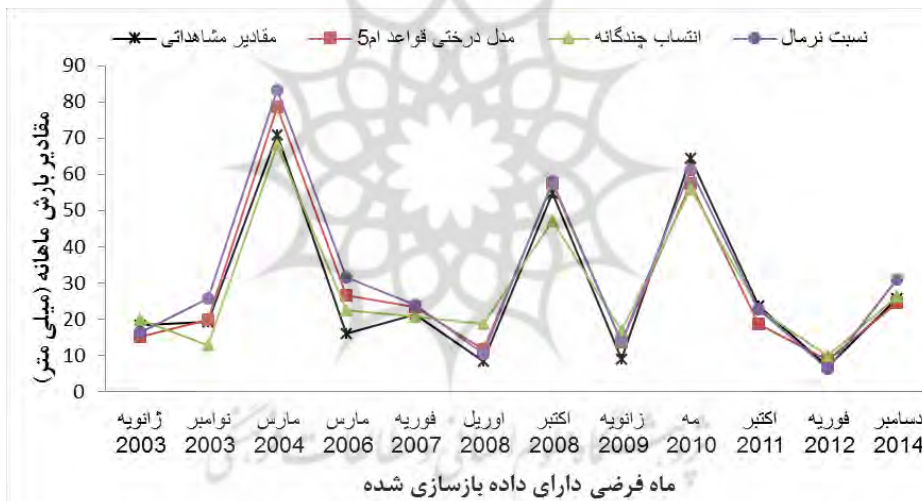 مقادیر مشاهداتی
مدل درختی قواعد ام5
انتساب چندگانه
نسبت نرمال
مقادیر بارش ماهانه (میلی متر)
90
80
70
60
50
40
30
20
10
0
ژانویه 2003
نوامبر 2003
مارس 2004
مارس 2006
فوریه 2007
اوریل 2008
اکتبر 2008
ژانویه 2009
مه 2010
اکتبر 2011
فوریه 2012
دسامبر 2014
ماه فرضی دارای داده بازسازی شده